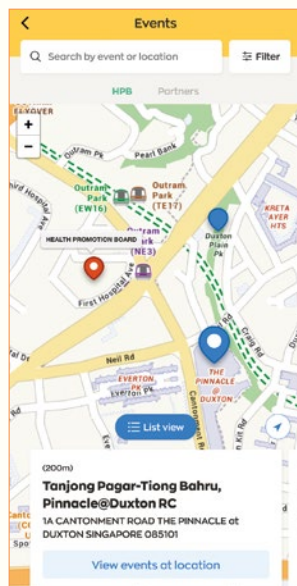 Events
Search by event or location
Filter
HPB
Partners
+
−
Outram Pk
Pearl Bank
Outram
Park
(EW16)
Outram
Park
(TE17)
KRETA
AYER
HTS
Duxton
Plain
Pk
HEALTH PROMOTION BOARD
(NE3)
First Hospital Ave
Craig Rd
Neil Rd
THE
PINNACLE
@
DUXTON
EVERTON
PK
Everton Pk
Cantonment Rd
List view
(200m)
Tanjong Pagar-Tiong Bahru,
Pinnacle@Duxton RC
1A CANTONMENT ROAD THE PINNACLE at
DUXTON SINGAPORE 085101
View events at location